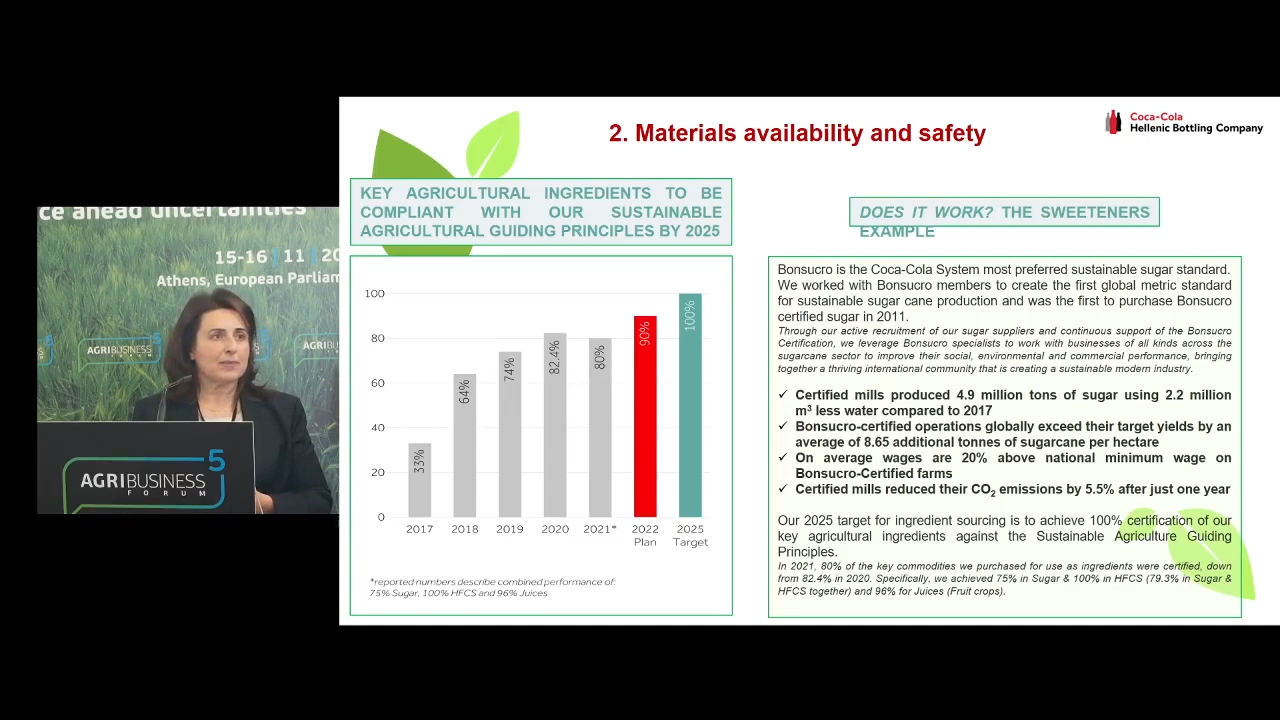 ce ahead uncertainties
15-16 | 11 | 20
Athens, European Parliam
AGRIBUSINESS
FORUM
AGRIB
5
AGRIBUSINESS
FORUM
2. Materials availability and safety
Coca-Cola
Hellenic Bottling Company
KEY AGRICULTURAL INGREDIENTS TO BE
COMPLIANT WITH OUR SUSTAINABLE
AGRICULTURAL GUIDING PRINCIPLES BY 2025
100
80
60
40
20
0
33%
64%
74%
82.4%
80%
90%
100%
2017 2018 2019 2020 2021* 2022 2025
Plan Target
*reported numbers describe combined performance of:
75% Sugar, 100% HFCS and 96% Juices
DOES IT WORK? THE SWEETENERS
EXAMPLE
Bonsucro is the Coca-Cola System most preferred sustainable sugar standard.
We worked with Bonsucro members to create the first global metric standard
for sustainable sugar cane production and was the first to purchase Bonsucro
certified sugar in 2011.
Through our active recruitment of our sugar suppliers and continuous support of the Bonsucro
Certification, we leverage Bonsucro specialists to work with businesses of all kinds across the
sugarcane sector to improve their social, environmental and commercial performance, bringing
together a thriving international community that is creating a sustainable modern industry.
✓ Certified mills produced 4.9 million tons of sugar using 2.2 million
m³ less water compared to 2017
✓ Bonsucro-certified operations globally exceed their target yields by an
average of 8.65 additional tonnes of sugarcane per hectare
✓ On average wages are 20% above national minimum wage on
Bonsucro-Certified farms
✓ Certified mills reduced their CO₂ emissions by 5.5% after just one year
Our 2025 target for ingredient sourcing is to achieve 100% certification of our
key agricultural ingredients against the Sustainable Agriculture Guiding
Principles.
In 2021, 80% of the key commodities we purchased for use as ingredients were certified, down
from 82.4% in 2020. Specifically, we achieved 75% in Sugar & 100% in HFCS (79.3% in Sugar &
HFCS together) and 96% for Juices (Fruit crops).